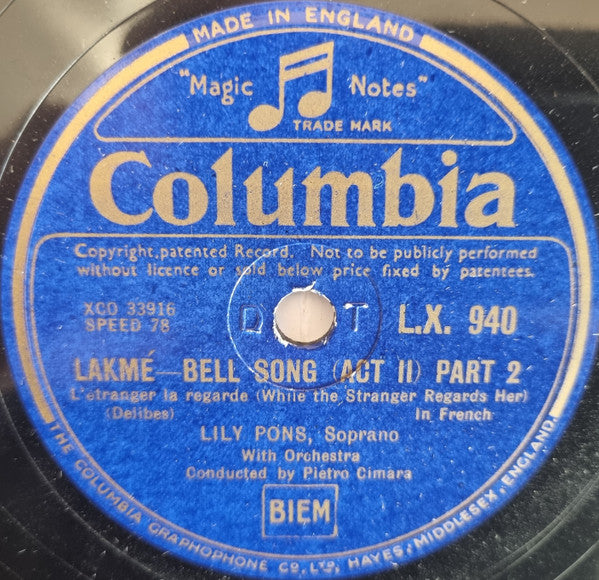 MADE IN ENGLAND
"Magic Notes"
TRADE MARK
Columbia
Copyright, patented Record. Not to be publicly performed
without licence or sold below price fixed by patentees.
XCO 33916
SPEED 78
D T
L.X. 940
LAKMÉ—BELL SONG (ACT II) PART 2
L'etranger la regarde (While the Stranger Regards Her)
(Delibes) In French
LILY PONS, Soprano
With Orchestra
Conducted by Pietro Cimara
BIEM
THE COLUMBIA GRAPHOPHONE CO. LTD. HAYES, MIDDLESEX, ENGLAND.